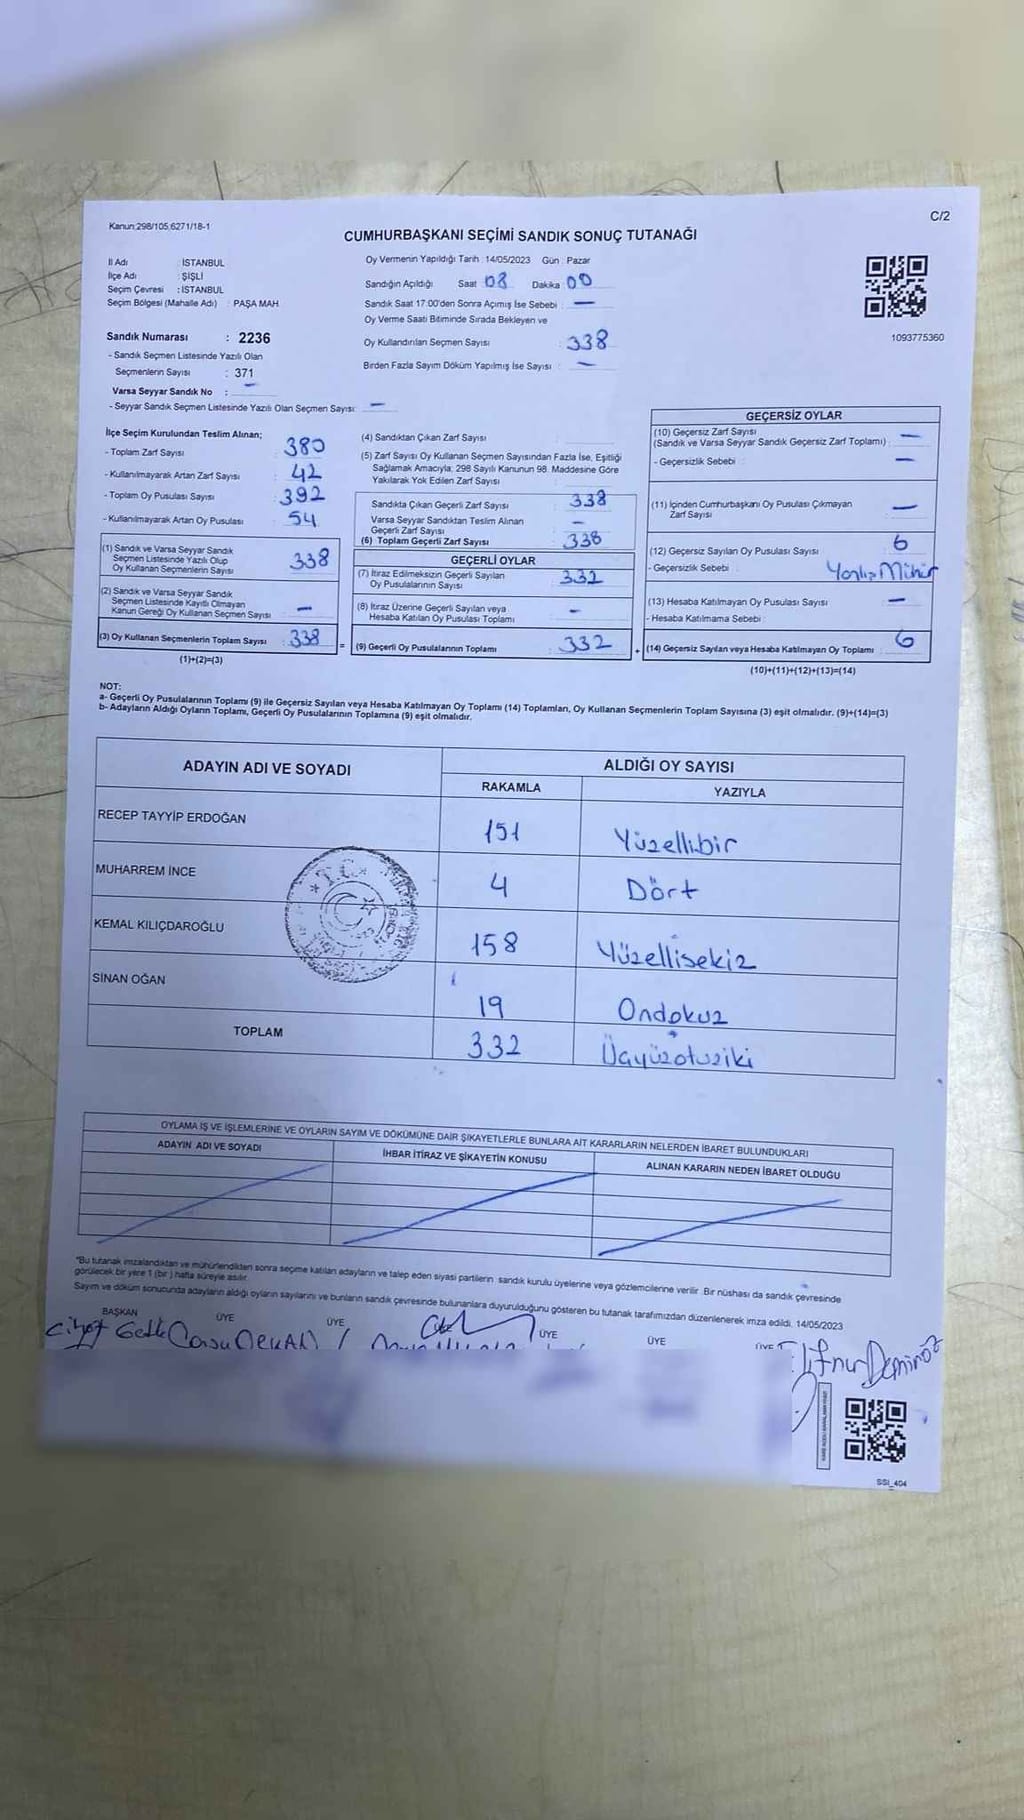 Kanun:298/105,6271/18-1
C/2
CUMHURBAŞKANI SEÇİMİ SANDIK SONUÇ TUTANAĞI
İl Adı : İSTANBUL
İlçe Adı : ŞİŞLİ
Seçim Çevresi : İSTANBUL
Seçim Bölgesi (Mahalle Adı) : PAŞA MAH
Oy Vermenin Yapıldığı Tarih : 14/05/2023 Gün : Pazar
Sandığın Açıldığı Saat 08 Dakika : 00
Sandık Saat 17.00'den Sonra Açımış İse Sebebi : —
Oy Verme Saati Bitiminde Sırada Bekleyen ve
Oy Kullandırılan Seçmen Sayısı : 338
Birden Fazla Sayım Döküm Yapılmış İse Sayısı : —
1093775360
Sandık Numarası : 2236
- Sandık Seçmen Listesinde Yazılı Olan
Seçmenlerin Sayısı : 371
Varsa Seyyar Sandık No : —
- Seyyar Sandık Seçmen Listesinde Yazılı Olan Seçmen Sayısı: —
İlçe Seçim Kurulundan Teslim Alınan;
- Toplam Zarf Sayısı : 380
- Kullanılmayarak Artan Zarf Sayısı : 42
- Toplam Oy Pusulası Sayısı : 392
- Kullanılmayarak Artan Oy Pusulası : 54
(1) Sandık ve Varsa Seyyar Sandık
Seçmen Listesinde Yazılı Olup
Oy Kullanan Seçmenlerin Sayısı : 338
(2) Sandık ve Varsa Seyyar Sandık
Seçmen Listesinde Kayıtlı Olmayan
Kanun Gereği Oy Kullanan Seçmen Sayısı : —
(3) Oy Kullanan Seçmenlerin Toplam Sayısı : 338
(1)+(2)=(3)
(4) Sandıktan Çıkan Zarf Sayısı :
(5) Zarf Sayısı Oy Kullanan Seçmen Sayısından Fazla İse, Eşitliği
Sağlamak Amacıyla; 298 Sayılı Kanunun 98. Maddesine Göre
Yakılarak Yok Edilen Zarf Sayısı :
Sandıkta Çıkan Geçerli Zarf Sayısı : 338
Varsa Seyyar Sandıktan Teslim Alınan
Geçerli Zarf Sayısı : —
(6) Toplam Geçerli Zarf Sayısı : 338
GEÇERLİ OYLAR
(7) İtiraz Edilmeksizin Geçerli Sayılan
Oy Pusulalarının Sayısı : 332
(8) İtiraz Üzerine Geçerli Sayılan veya
Hesaba Katılan Oy Pusulası Toplamı : —
= (9) Geçerli Oy Pusulalarının Toplamı : 332
GEÇERSİZ OYLAR
(10) Geçersiz Zarf Sayısı
(Sandık ve Varsa Seyyar Sandık Geçersiz Zarf Toplamı) : —
- Geçersizlik Sebebi : —
(11) İçinden Cumhurbaşkanı Oy Pusulası Çıkmayan
Zarf Sayısı : —
(12) Geçersiz Sayılan Oy Pusulası Sayısı : 6
- Geçersizlik Sebebi : Yanlış Mühür
(13) Hesaba Katılmayan Oy Pusulası Sayısı : —
- Hesaba Katılmama Sebebi :
+ (14) Geçersiz Sayılan veya Hesaba Katılmayan Oy Toplamı : 6
(10)+(11)+(12)+(13)=(14)
NOT:
a- Geçerli Oy Pusulalarının Toplamı (9) ile Geçersiz Sayılan veya Hesaba Katılmayan Oy Toplamı (14) Toplamları, Oy Kullanan Seçmenlerin Toplam Sayısına (3) eşit olmalıdır. (9)+(14)=(3)
b- Adayların Aldığı Oyların Toplamı, Geçerli Oy Pusulalarının Toplamına (9) eşit olmalıdır.
ADAYIN ADI VE SOYADI
ALDIĞI OY SAYISI
RAKAMLA YAZIYLA
RECEP TAYYİP ERDOĞAN 151 Yüzellibir
MUHARREM İNCE 4 Dört
KEMAL KILIÇDAROĞLU 158 Yüzellisekiz
SİNAN OĞAN 19 Ondokuz
TOPLAM 332 Üçyüzotuziki
T.C.
OYLAMA İŞ VE İŞLEMLERİNE VE OYLARIN SAYIM VE DÖKÜMÜNE DAİR ŞİKAYETLERLE BUNLARA AİT KARARLARIN NELERDEN İBARET BULUNDUKLARI
ADAYIN ADI VE SOYADI
İHBAR İTİRAZ VE ŞİKAYETİN KONUSU
ALINAN KARARIN NEDEN İBARET OLDUĞU
*Bu tutanak imzalandıktan ve mühürlendikten sonra seçime katılan adayların ve talep eden siyasi partilerin sandık kurulu üyelerine veya gözlemcilerine verilir. Bir nüshası da sandık çevresinde
görülecek bir yere 1 (bir) hafta süreyle asılır.
Sayım ve döküm sonucunda adayların aldığı oyların sayılarını ve bunların sandık çevresinde bulunanlara duyurulduğunu gösteren bu tutanak tarafımızdan düzenlenerek imza edildi. 14/05/2023
BAŞKAN ÜYE ÜYE ÜYE ÜYE ÜYE
Elifnur Demiröz
SSI_404